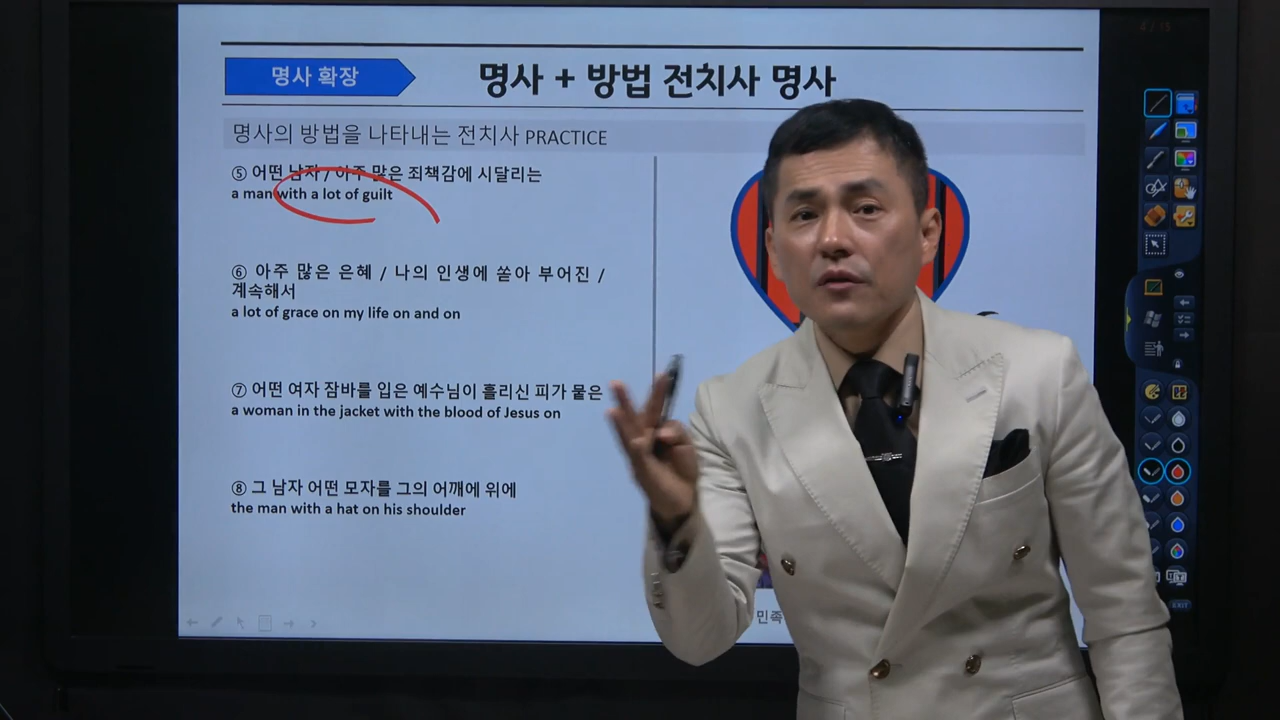 명사 확장
명사 + 방법 전치사 명사
명사의 방법을 나타내는 전치사 PRACTICE
⑤ 어떤 남자 / 아주 많은 죄책감에 시달리는
a man with a lot of guilt
⑥ 아주 많은 은혜 / 나의 인생에 쏟아 부어진 /
계속해서
a lot of grace on my life on and on
⑦ 어떤 여자 잠바를 입은 예수님이 흘리신 피가 뭍은
a woman in the jacket with the blood of Jesus on
⑧ 그 남자 어떤 모자를 그의 어깨에 위에
the man with a hat on his shoulder
민족
EXIT